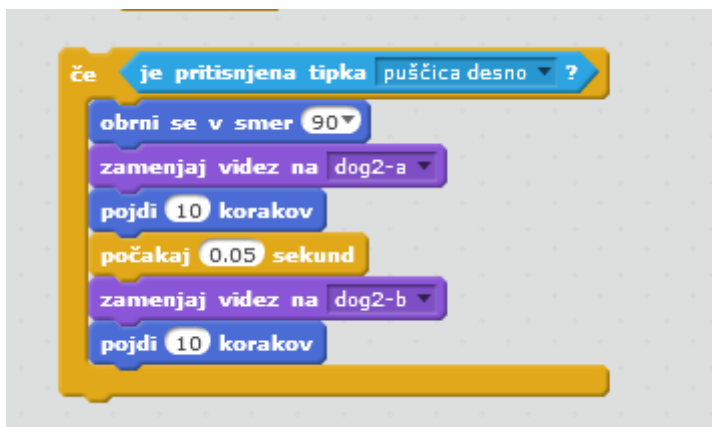 če je pritisnjena tipka puščica desno ?
obrni se v smer 90
zamenjaj videz na dog2-a
pojdi 10 korakov
počakaj 0.05 sekund
zamenjaj videz na dog2-b
pojdi 10 korakov